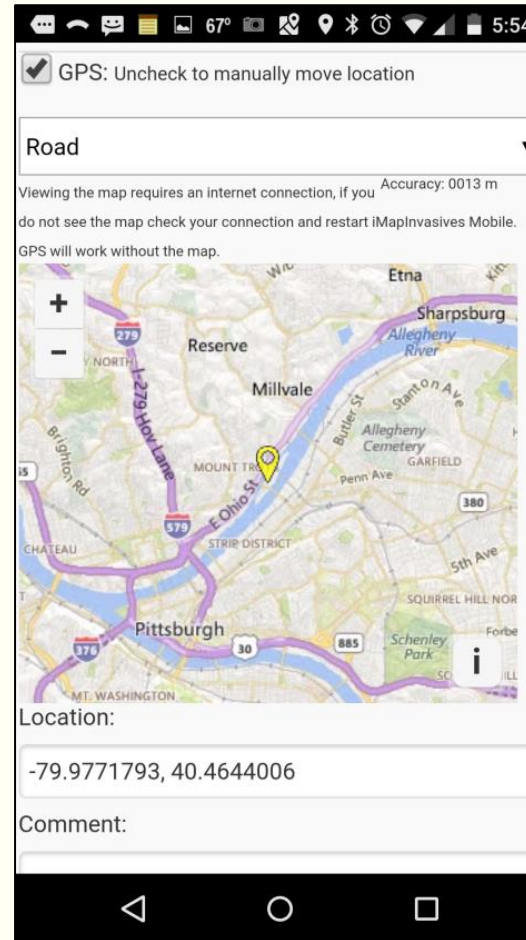 67° 5:54
GPS: Uncheck to manually move location
Road
Viewing the map requires an internet connection, if you Accuracy: 0013 m
do not see the map check your connection and restart iMapInvasives Mobile.
GPS will work without the map.
+
−
Etna
Sharpsburg
279
Reserve
Allegheny
River
NORTH
Millvale
I-279 Hov Lane
Butler St
Stanton Ave
Brighton Rd
Allegheny
Cemetery
GARFIELD
MOUNT
Penn Ave
E Ohio St
380
579
STRIP DISTRICT
CHATEAU
5th Ave
SQUIRREL HILL NOR
Pittsburgh
30
885
Schenley
Park
Forbe
376
i
MT. WASHINGTON
Location:
-79.9771793, 40.4644006
Comment: